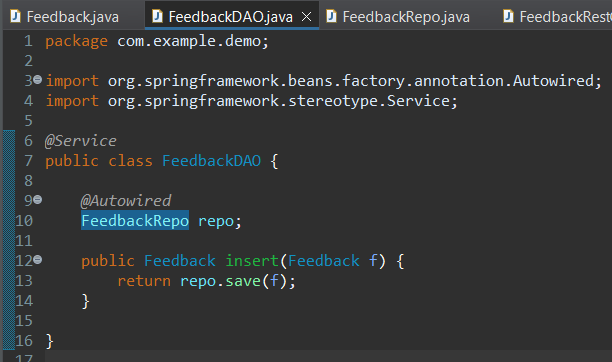 Feedback.java FeedbackDAO.java FeedbackRepo.java FeedbackRest
1 package com.example.demo;
2
3 import org.springframework.beans.factory.annotation.Autowired;
4 import org.springframework.stereotype.Service;
5
6 @Service
7 public class FeedbackDAO {
8
9 @Autowired
10 FeedbackRepo repo;
11
12 public Feedback insert(Feedback f) {
13 return repo.save(f);
14 }
15
16 }
17